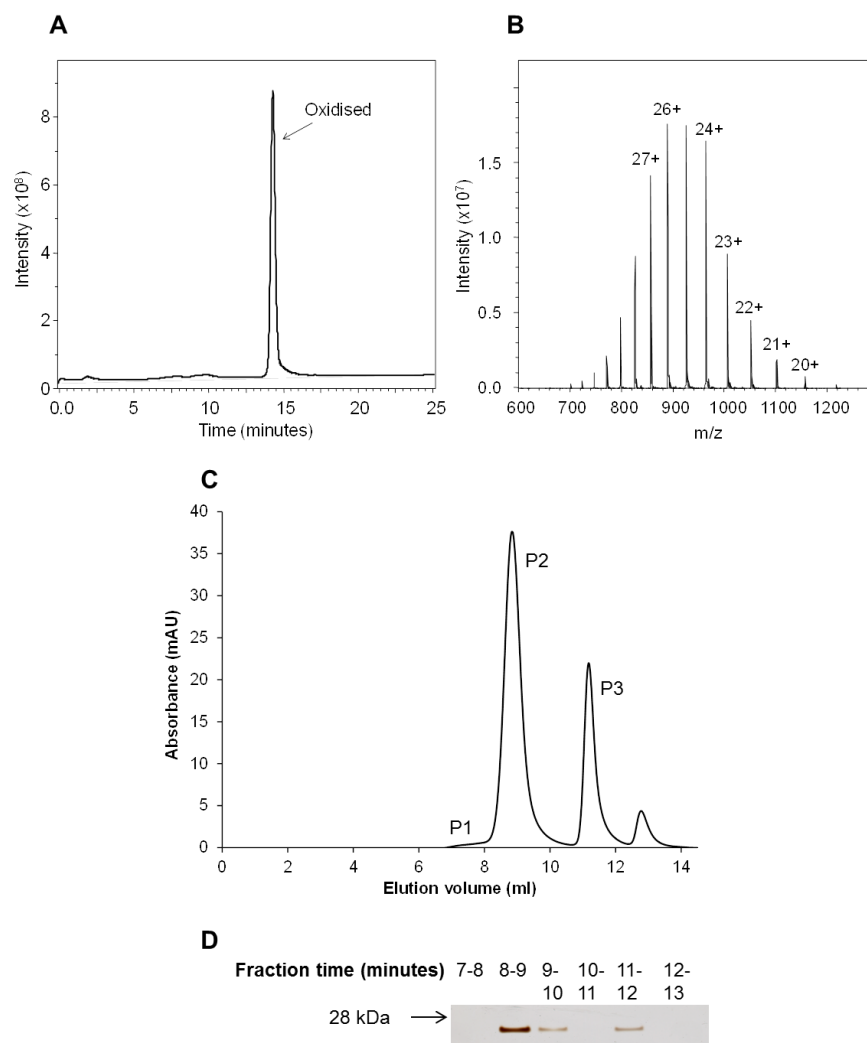 A
B
Oxidised
Intensity (x10⁸)
8
6
4
2
0
0.0
5
10
15
20
25
Time (minutes)
26+
24+
27+
23+
22+
21+
20+
Intensity (x10⁷)
1.5
1.0
0.5
0.0
600
700
800
900
1000
1100
1200
m/z
C
Absorbance (mAU)
40
35
30
25
20
15
10
5
0
P2
P3
P1
0
2
4
6
8
10
12
14
Elution volume (ml)
D
Fraction time (minutes) 7-8 8-9 9- 10- 11- 12-
10 11 12 13
28 kDa